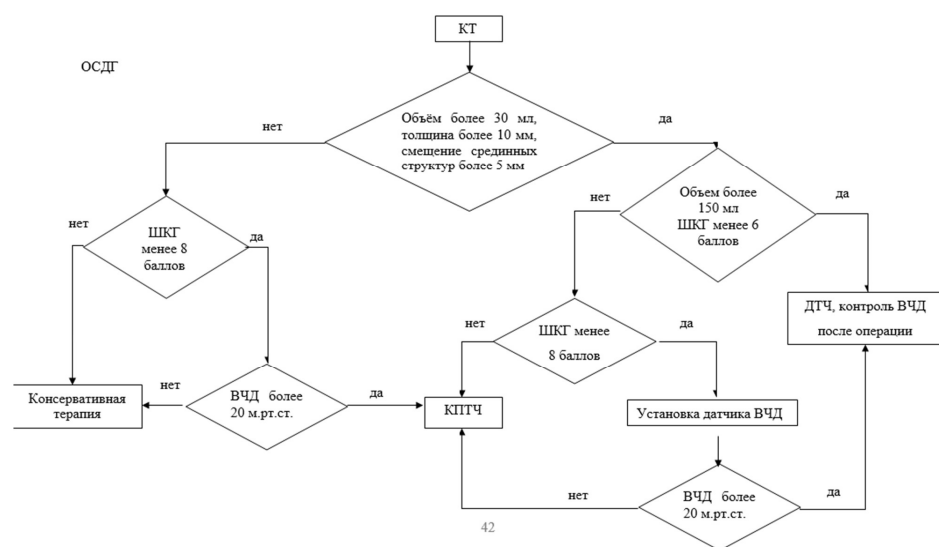 КТ
ОСДГ
Объём более 30 мл,
толщина более 10 мм,
смещение срединных
структур более 5 мм
нет
да
Объем более
150 мл
ШКГ менее 6
баллов
нет
да
ШКГ
менее 8
баллов
нет
да
ДТЧ, контроль ВЧД
после операции
ШКГ менее
8 баллов
нет
да
Консервативная
терапия
нет
ВЧД более
20 м.рт.ст.
да
КПТЧ
Установка датчика ВЧД
нет
ВЧД более
20 м.рт.ст.
да
42